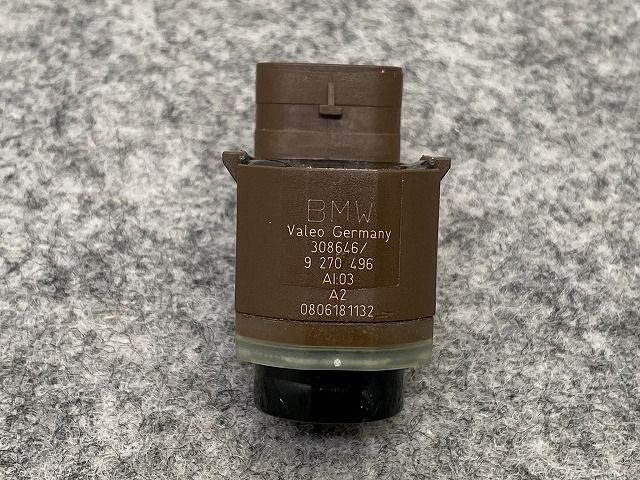 BMW
Valeo Germany
308646/
9 270 496
AI:03
A2
0806181132